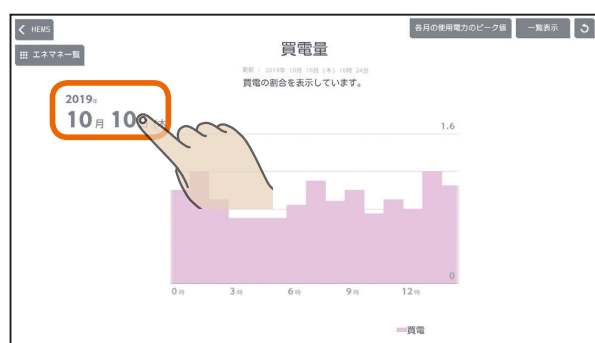 HEMS
各月の使用電力のピーク値
一覧表示
エネマネ一覧
買電量
更新 : 2019年 10月 10日 (木) 16時 24分
買電の割合を表示しています。
2019年
10月 10
1.6
0
0時 3時 6時 9時 12時
買電